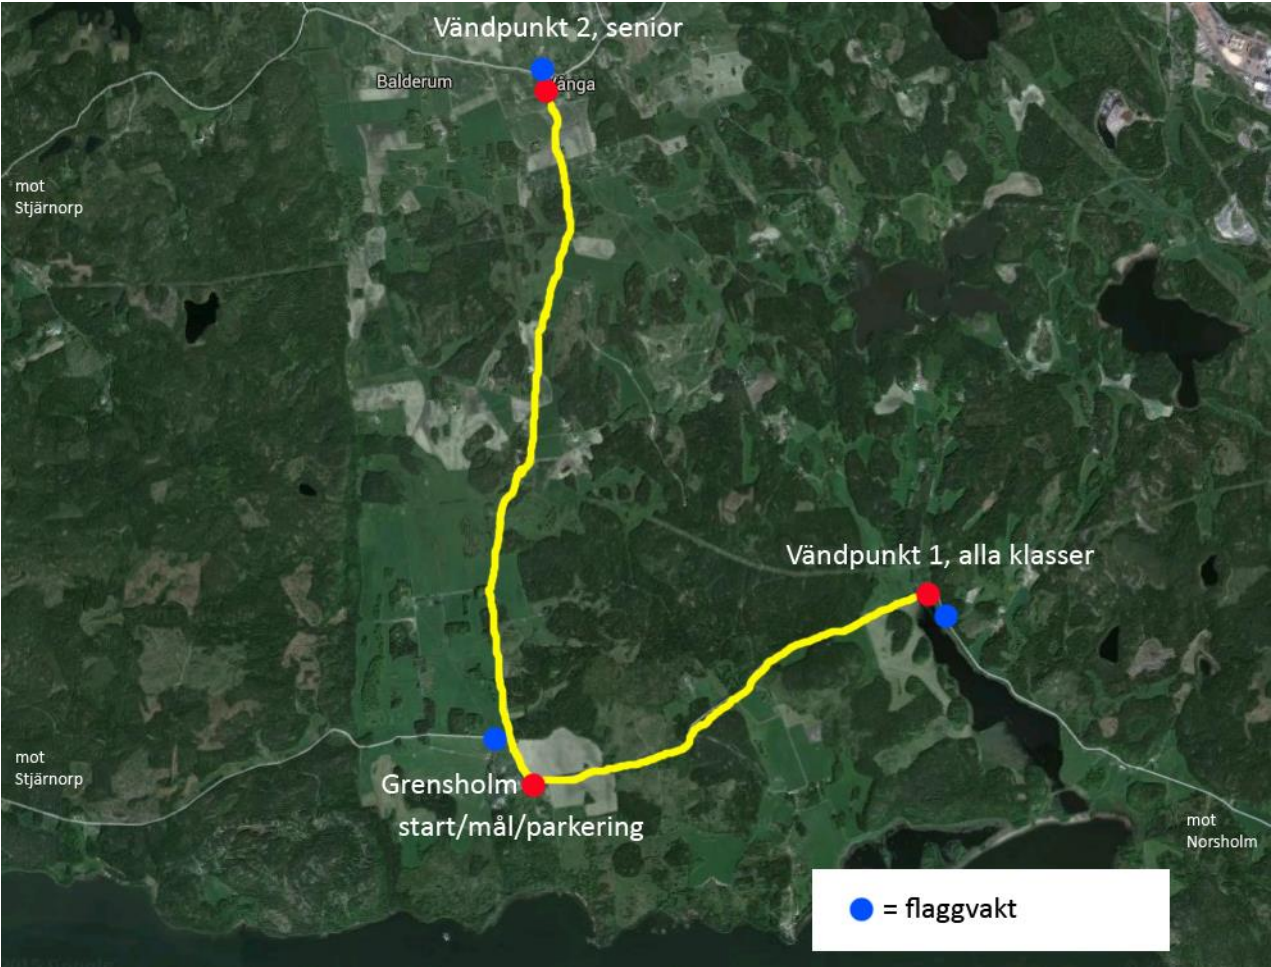 Vändpunkt 2, senior
Balderum
Vånga
mot
Stjärnorp
Vändpunkt 1, alla klasser
mot
Stjärnorp
Grensholm
start/mål/parkering
mot
Norsholm
= flaggvakt